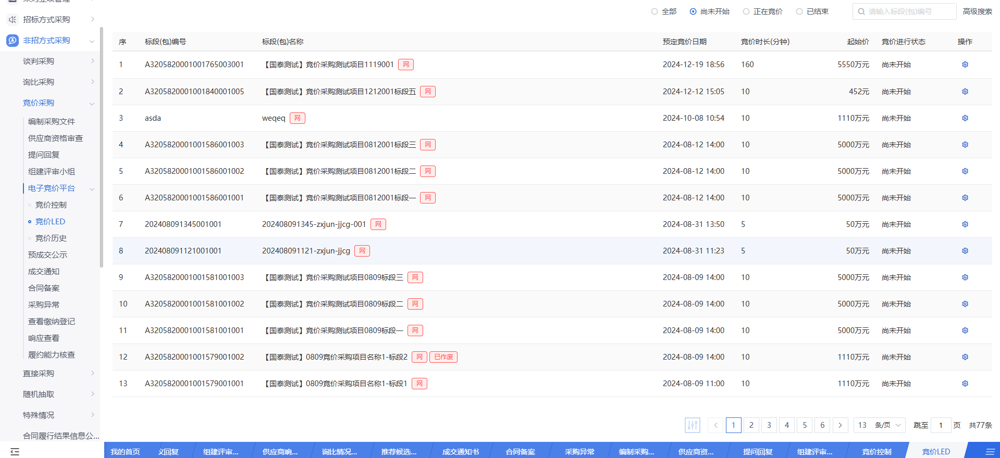 采购立项管理
招标方式采购
非招方式采购
谈判采购
询比采购
竞价采购
编制采购文件
供应商资格审查
提问回复
组建评审小组
电子竞价平台
竞价控制
竞价LED
竞价历史
预成交公示
成交通知
合同备案
采购异常
查看缴纳登记
响应查看
履约能力核查
直接采购
随机抽取
特殊情况
合同履行结果信息公...
全部 尚未开始 正在竞价 已结束 请输入标段(包)编号 高级搜索
序 标段(包)编号 标段(包)名称 预定竞价日期 竞价时长(分钟) 起始价 竞价进行状态 操作
1 A3205820001001765003001 【国泰测试】竞价采购测试项目1119001 网 2024-12-19 18:56 160 5550万元 尚未开始
2 A3205820001001840001005 【国泰测试】竞价采购测试项目1212001标段五 网 2024-12-12 15:05 10 452元 尚未开始
3 asda weqeq 网 2024-10-08 10:54 10 1110万元 尚未开始
4 A3205820001001586001003 【国泰测试】竞价采购测试项目0812001标段三 网 2024-08-12 14:00 10 5000万元 尚未开始
5 A3205820001001586001002 【国泰测试】竞价采购测试项目0812001标段二 网 2024-08-12 14:00 10 5000万元 尚未开始
6 A3205820001001586001001 【国泰测试】竞价采购测试项目0812001标段一 网 2024-08-12 14:00 10 5000万元 尚未开始
7 202408091345001001 202408091345-zxjun-jjcg-001 网 2024-08-31 13:50 5 50万元 尚未开始
8 202408091121001001 202408091121-zxjun-jjcg 网 2024-08-31 11:23 5 50万元 尚未开始
9 A3205820001001581001003 【国泰测试】竞价采购测试项目0809标段三 网 2024-08-09 14:00 10 5000万元 尚未开始
10 A3205820001001581001002 【国泰测试】竞价采购测试项目0809标段二 网 2024-08-09 14:00 10 5000万元 尚未开始
11 A3205820001001581001001 【国泰测试】竞价采购测试项目0809标段一 网 2024-08-09 14:00 10 5000万元 尚未开始
12 A3205820001001579001002 【国泰测试】0809竞价采购项目名称1-标段2 网 已作废 2024-08-09 14:00 10 1110万元 尚未开始
13 A3205820001001579001001 【国泰测试】0809竞价采购项目名称1-标段1 网 2024-08-09 11:00 10 1110万元 尚未开始
1 2 3 4 5 6 13 条/页 跳至 1 页 共77条
我的首页 义回复 组建评审... 供应商响... 询比情况... 推荐候选... 成交通知书 合同备案 采购异常 编制采购... 供应商资... 提问回复 组建评审... 竞价控制 竞价LED